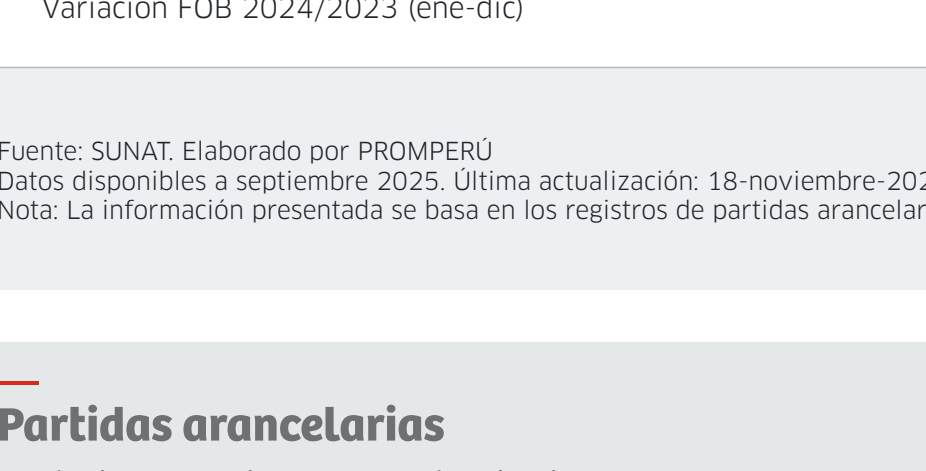 Variación FOB 2024/2023 (ene-dic)
Fuente: SUNAT. Elaborado por PROMPERÚ
Datos disponibles a septiembre 2025. Última actualización: 18-noviembre-202
Nota: La información presentada se basa en los registros de partidas arancelar
Partidas arancelarias